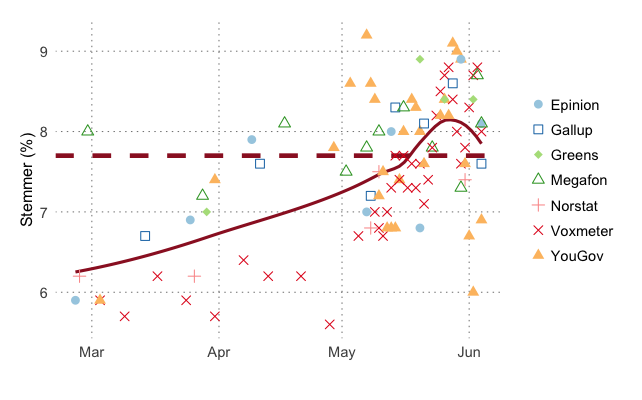 Stemmer (%)
9
8
7
6
Mar
Apr
May
Jun
Epinion
Gallup
Greens
Megafon
Norstat
Voxmeter
YouGov